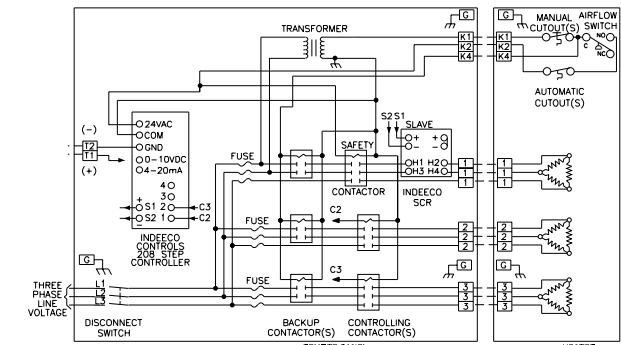 TRANSFORMER
G
K1
K2
K4
G
K1
K2
K4
MANUAL
CUTOUT(S)
AIRFLOW
SWITCH
NO
C
NC
AUTOMATIC
CUTOUT(S)
(-)
T2
T1
(+)
24VAC
COM
GND
0-10VDC
4-20mA
4
3
+
S1 2
S2 1
-
C3
C2
INDEECO
CONTROLS
208 STEP
CONTROLLER
S2 S1
SLAVE
+ +
- -
H1 H2
H3 H4
INDEECO
SCR
SAFETY
CONTACTOR
FUSE
1
1
1
1
1
1
C2
FUSE
2
2
2
2
2
2
G
G
G
C3
FUSE
3
3
3
3
3
3
THREE
PHASE
LINE
VOLTAGE
L1
L2
L3
DISCONNECT
SWITCH
BACKUP
CONTACTOR(S)
CONTROLLING
CONTACTOR(S)